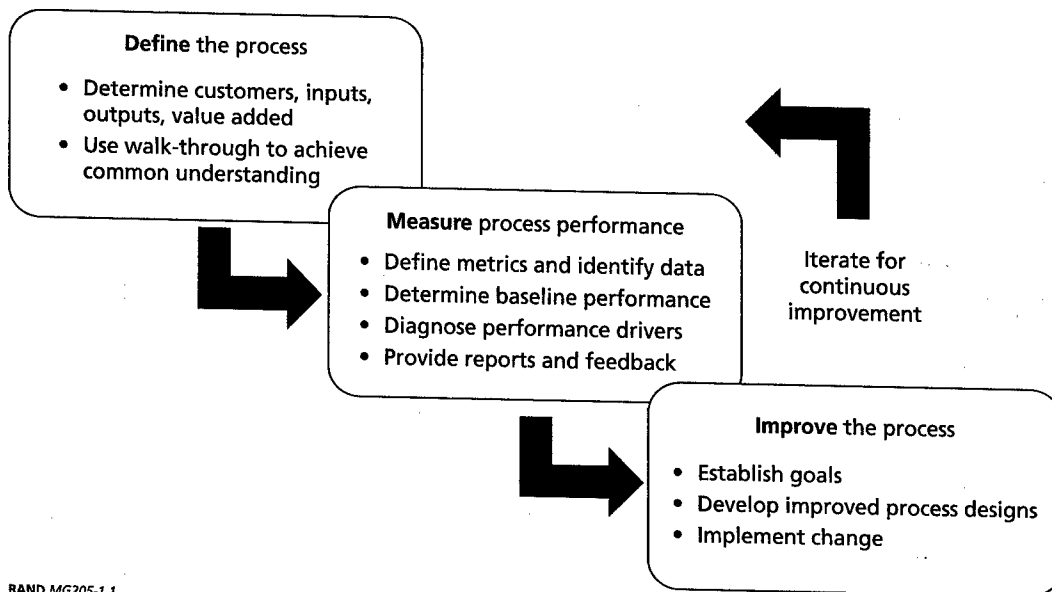 Define the process
• Determine customers, inputs,
outputs, value added
• Use walk-through to achieve
common understanding
Measure process performance
• Define metrics and identify data
• Determine baseline performance
• Diagnose performance drivers
• Provide reports and feedback
Iterate for
continuous
improvement
Improve the process
• Establish goals
• Develop improved process designs
• Implement change
RAND MG205-1.1